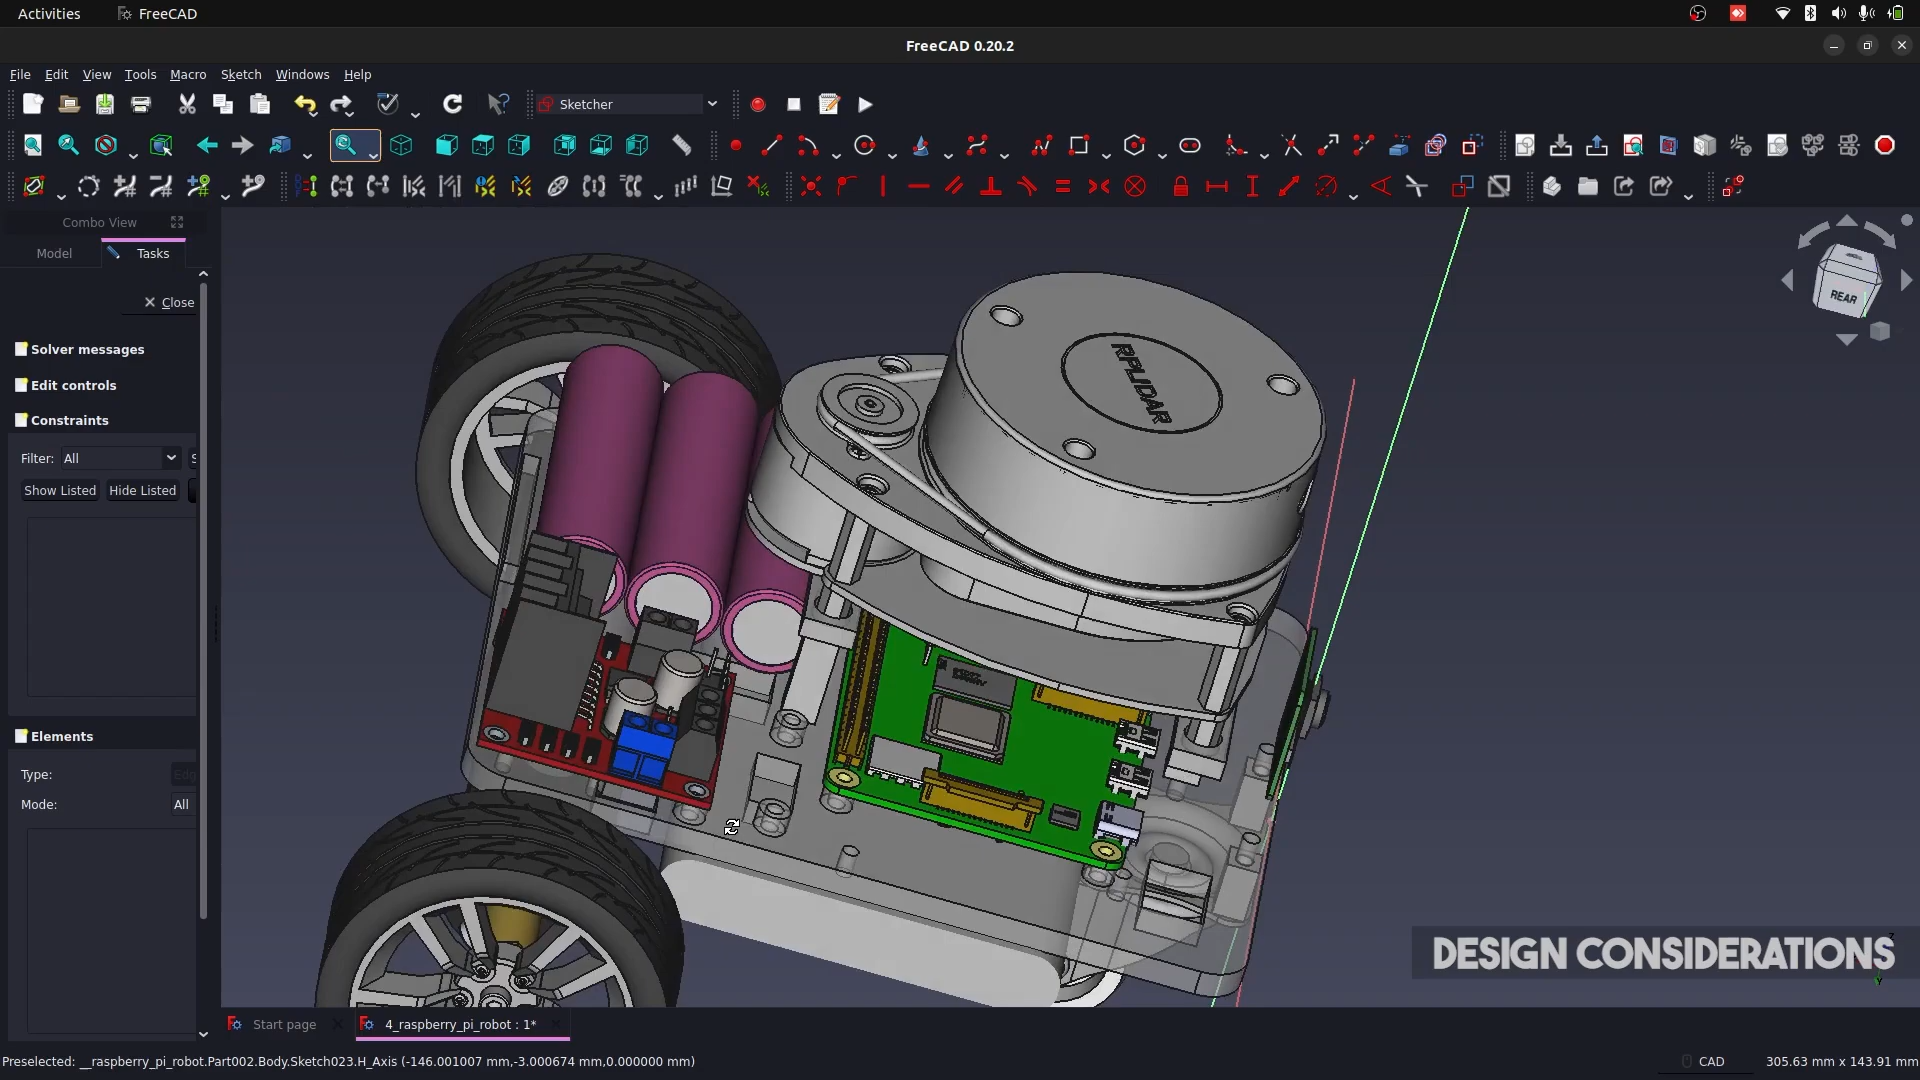 Activities
FreeCAD
FreeCAD 0.20.2
File Edit View Tools Macro Sketch Windows Help
Sketcher
Combo View
Model
Tasks
Close
Solver messages
Edit controls
Constraints
Filter: All
Show Listed
Hide Listed
Elements
Type:
Mode: All
RPLIDAR
REAR
DESIGN CONSIDERATIONS
Z
Y
Start page
4_raspberry_pi_robot : 1*
Preselected: __raspberry_pi_robot.Part002.Body.Sketch023.H_Axis (-146.001007 mm,-3.000674 mm,0.000000 mm)
CAD
305.63 mm x 143.91 mm